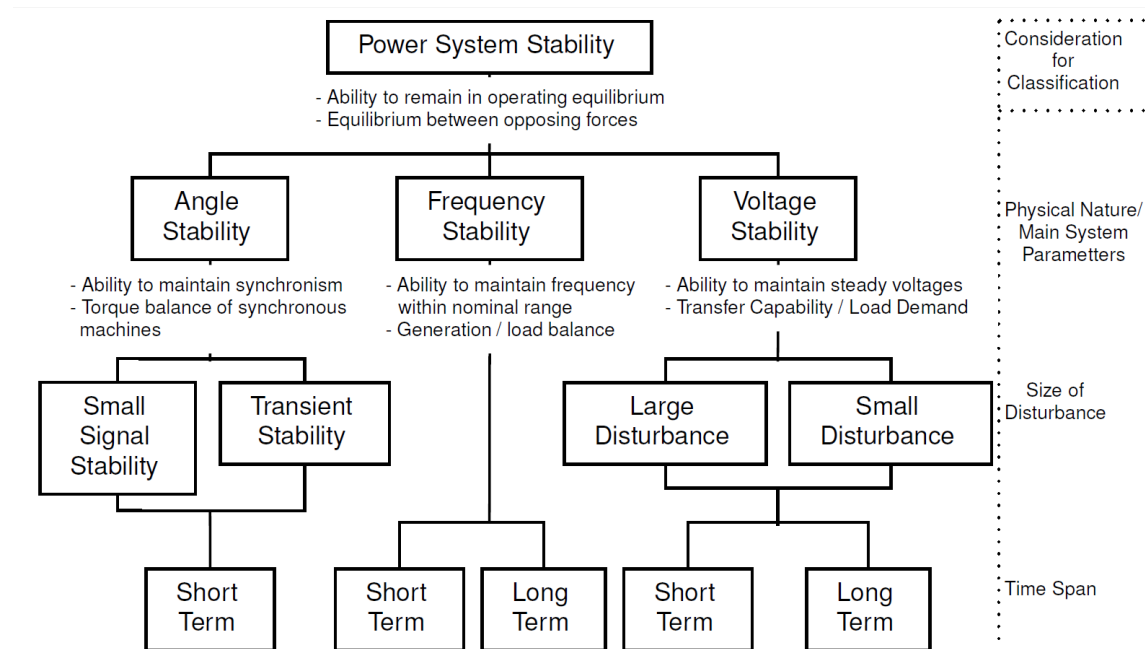 Power System Stability
Consideration
for
Classification
- Ability to remain in operating equilibrium
- Equilibrium between opposing forces
Angle
Stability
Frequency
Stability
Voltage
Stability
Physical Nature/
Main System
Parametters
- Ability to maintain synchronism
- Torque balance of synchronous
machines
- Ability to maintain frequency
within nominal range
- Generation / load balance
- Ability to maintain steady voltages
- Transfer Capability / Load Demand
Small
Signal
Stability
Transient
Stability
Large
Disturbance
Small
Disturbance
Size of
Disturbance
Short
Term
Short
Term
Long
Term
Short
Term
Long
Term
Time Span